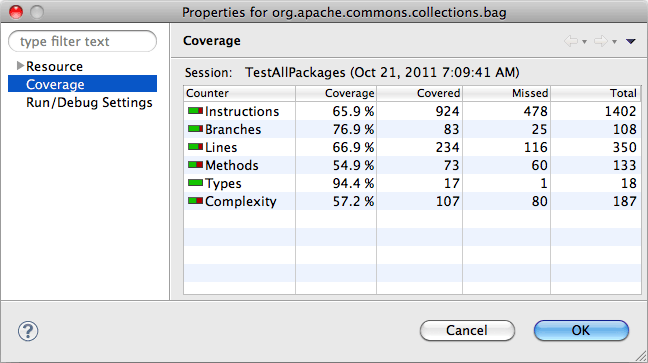 Properties for org.apache.commons.collections.bag
type filter text
Resource
Coverage
Run/Debug Settings
Coverage
Session: TestAllPackages (Oct 21, 2011 7:09:41 AM)
Counter Coverage Covered Missed Total
Instructions 65.9 % 924 478 1402
Branches 76.9 % 83 25 108
Lines 66.9 % 234 116 350
Methods 54.9 % 73 60 133
Types 94.4 % 17 1 18
Complexity 57.2 % 107 80 187
?
Cancel OK